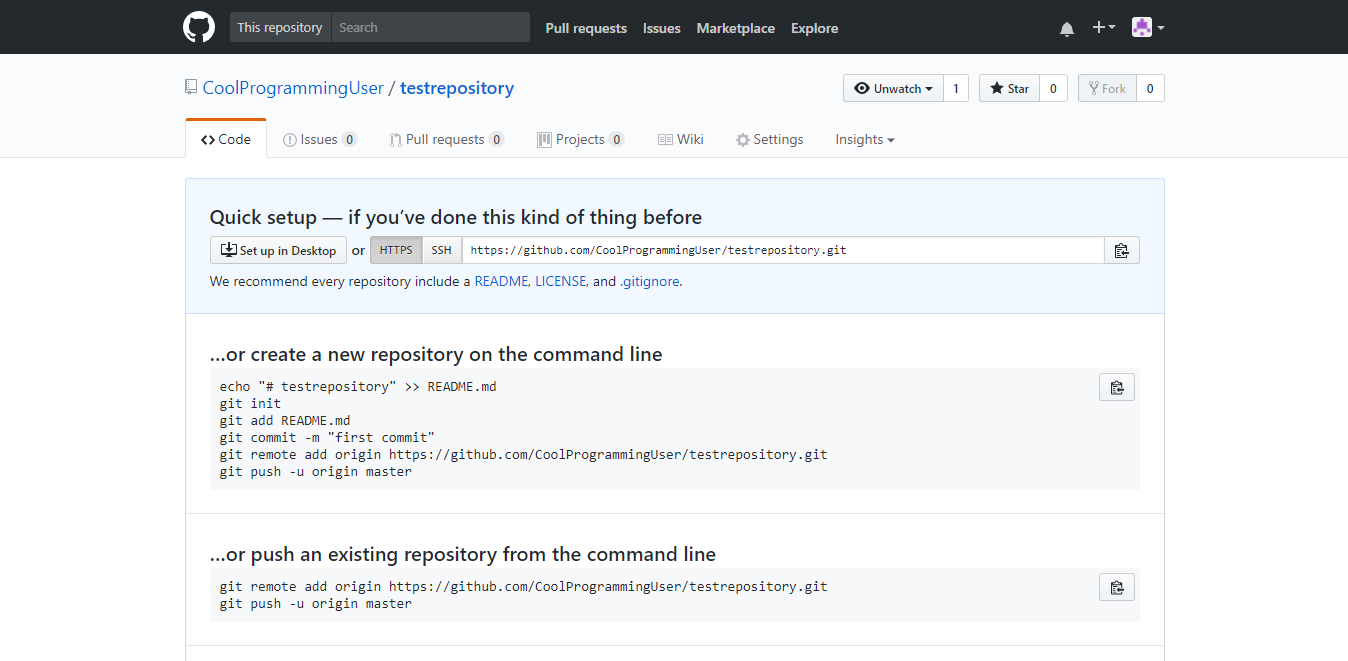 This repository Search Pull requests Issues Marketplace Explore
CoolProgrammingUser / testrepository Unwatch 1 Star 0 Fork 0
Code Issues 0 Pull requests 0 Projects 0 Wiki Settings Insights
Quick setup — if you’ve done this kind of thing before
Set up in Desktop or HTTPS SSH https://github.com/CoolProgrammingUser/testrepository.git
We recommend every repository include a README, LICENSE, and .gitignore.
…or create a new repository on the command line
echo "# testrepository" >> README.md
git init
git add README.md
git commit -m "first commit"
git remote add origin https://github.com/CoolProgrammingUser/testrepository.git
git push -u origin master
…or push an existing repository from the command line
git remote add origin https://github.com/CoolProgrammingUser/testrepository.git
git push -u origin master